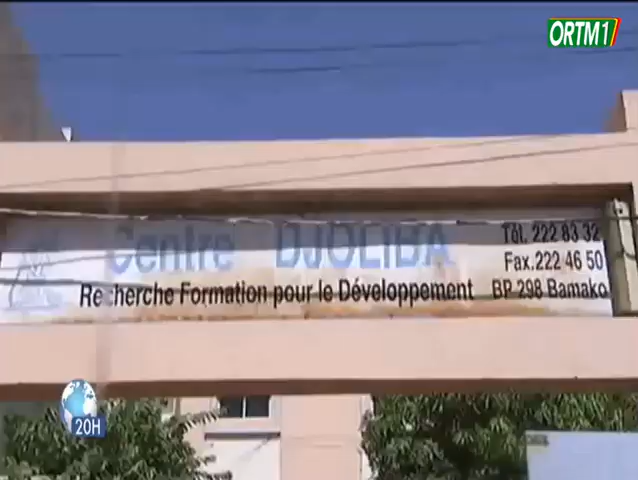 ORTM1
Centre DJOLIBA
Tél. 222 83 32
Fax.222 46 50
Recherche Formation pour le Développement
BP 298 Bamako
20H